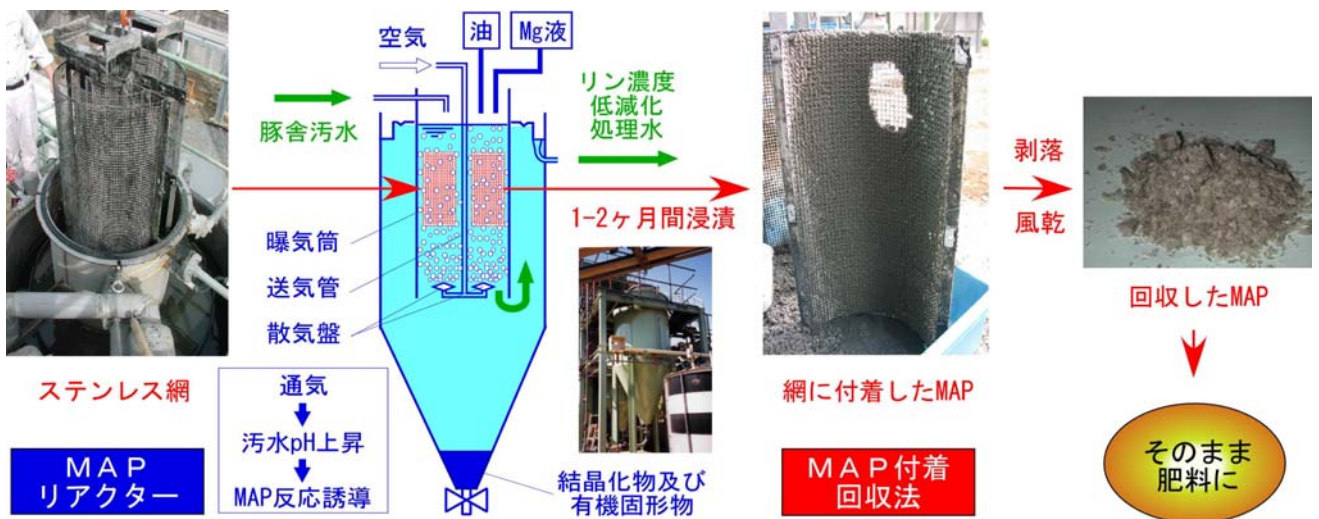 空気
油
Mg液
豚舎汚水
リン濃度
低減化
処理水
1-2ヶ月間浸漬
剥落
風乾
曝気筒
送気管
散気盤
回収したMAP
ステンレス網
通気
汚水pH上昇
MAP反応誘導
網に付着したMAP
MAP
リアクター
結晶化物及び
有機固形物
MAP付着
回収法
そのまま
肥料に